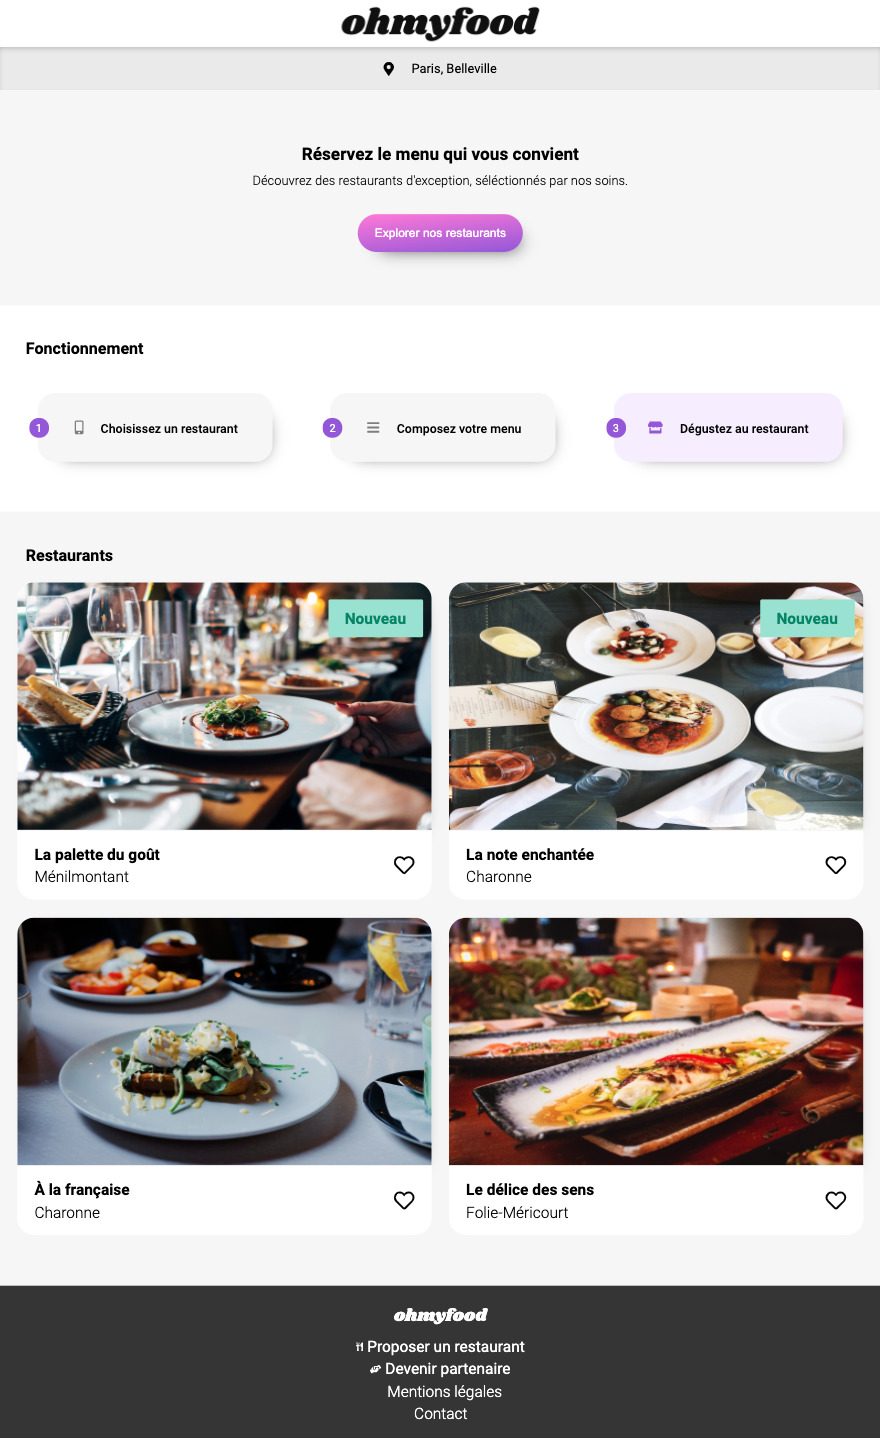 ohmyfood
Paris, Belleville
Réservez le menu qui vous convient
Découvrez des restaurants d'exception, séléctionnés par nos soins.
Explorer nos restaurants
Fonctionnement
1 Choisissez un restaurant
2 Composez votre menu
3 Dégustez au restaurant
Restaurants
Nouveau
La palette du goût
Ménilmontant
Nouveau
La note enchantée
Charonne
À la française
Charonne
Le délice des sens
Folie-Méricourt
ohmyfood
Proposer un restaurant
Devenir partenaire
Mentions légales
Contact